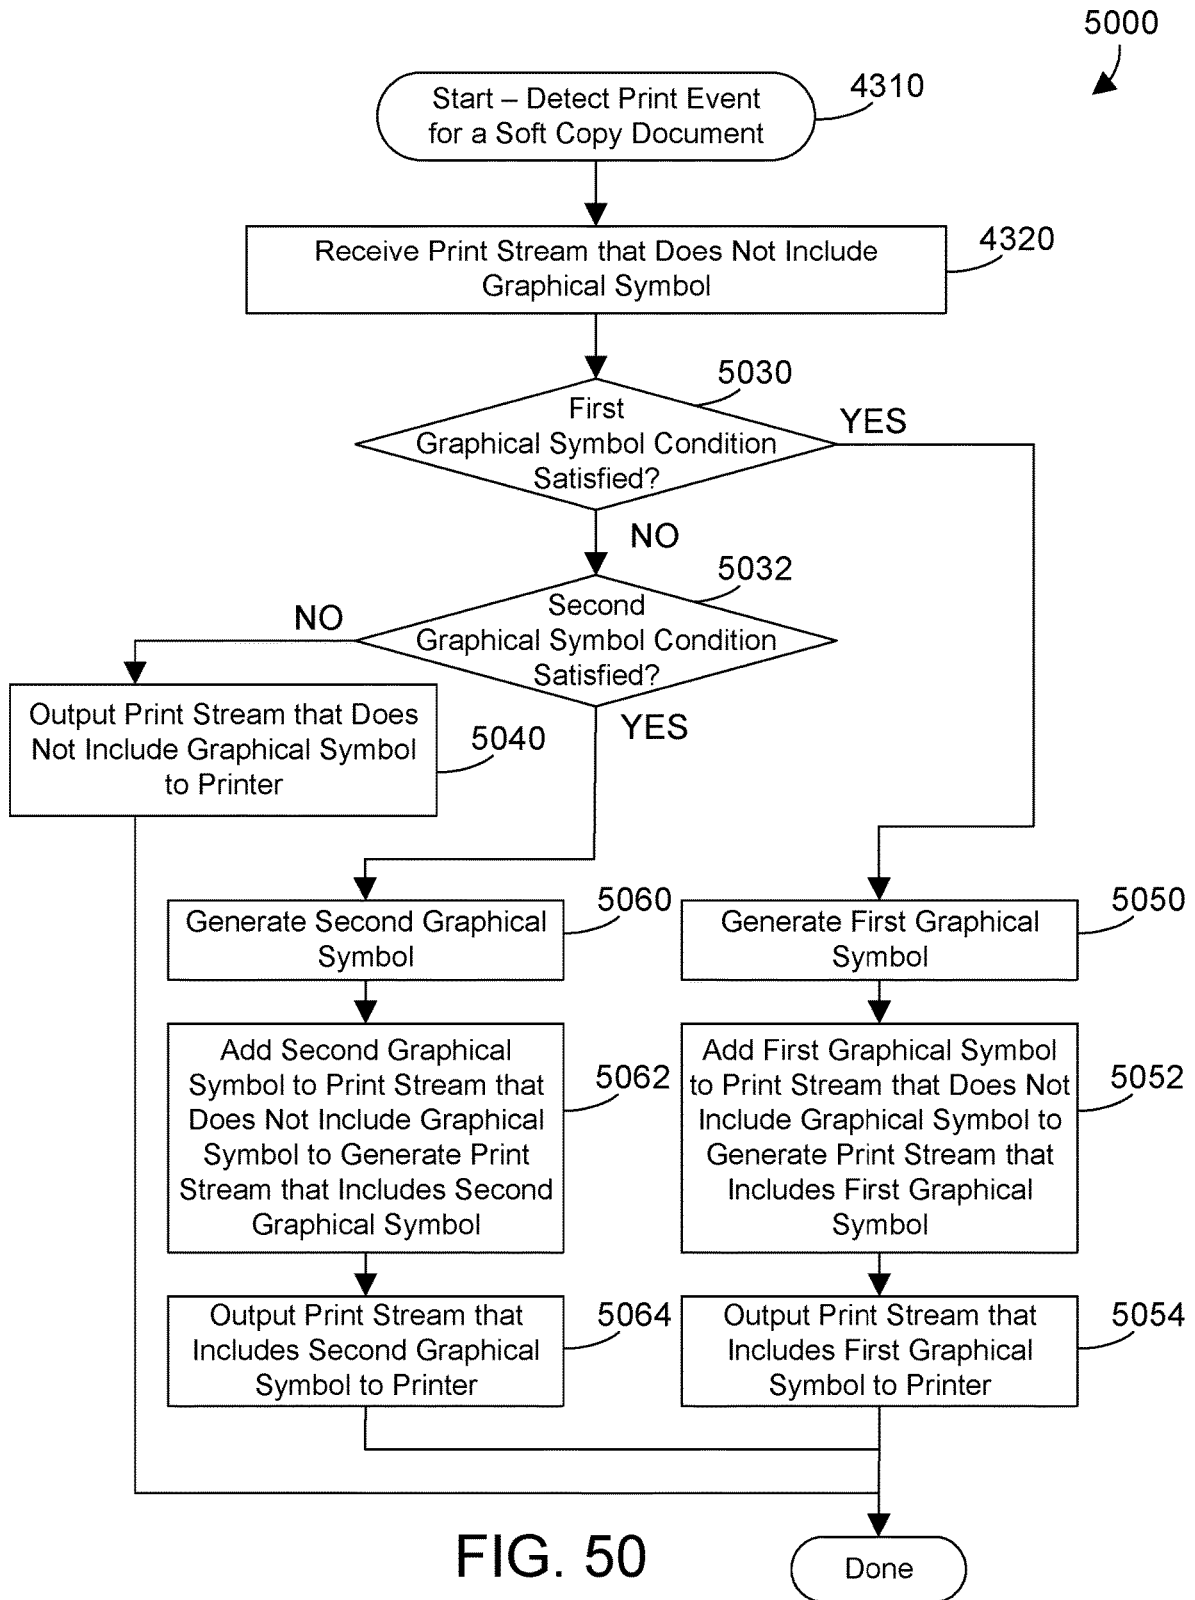 5000
Start – Detect Print Event
for a Soft Copy Document
4310
Receive Print Stream that Does Not Include
Graphical Symbol
4320
5030
First
Graphical Symbol Condition
Satisfied?
YES
NO
5032
Second
Graphical Symbol Condition
Satisfied?
NO
YES
Output Print Stream that Does
Not Include Graphical Symbol
to Printer
5040
Generate Second Graphical
Symbol
5060
Generate First Graphical
Symbol
5050
Add Second Graphical
Symbol to Print Stream that
Does Not Include Graphical
Symbol to Generate Print
Stream that Includes Second
Graphical Symbol
5062
Add First Graphical Symbol
to Print Stream that Does Not
Include Graphical Symbol to
Generate Print Stream that
Includes First Graphical
Symbol
5052
Output Print Stream that
Includes Second Graphical
Symbol to Printer
5064
Output Print Stream that
Includes First Graphical
Symbol to Printer
5054
FIG. 50
Done